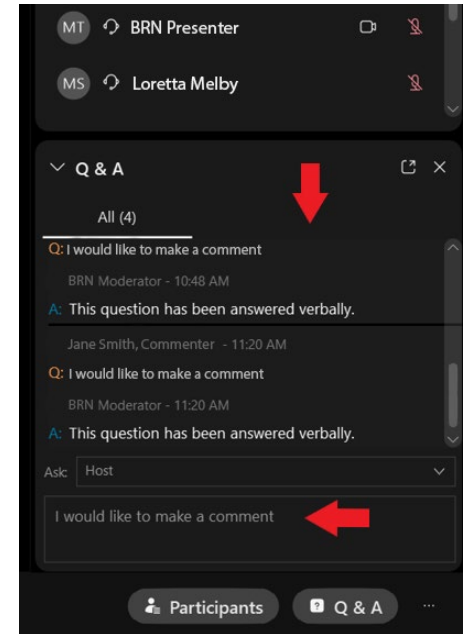 MT BRN Presenter
MS Loretta Melby
Q & A
All (4)
Q: I would like to make a comment
BRN Moderator - 10:48 AM
A: This question has been answered verbally.
Jane Smith, Commenter - 11:20 AM
Q: I would like to make a comment
BRN Moderator - 11:20 AM
A: This question has been answered verbally.
Ask: Host
I would like to make a comment
Participants ? Q & A ...